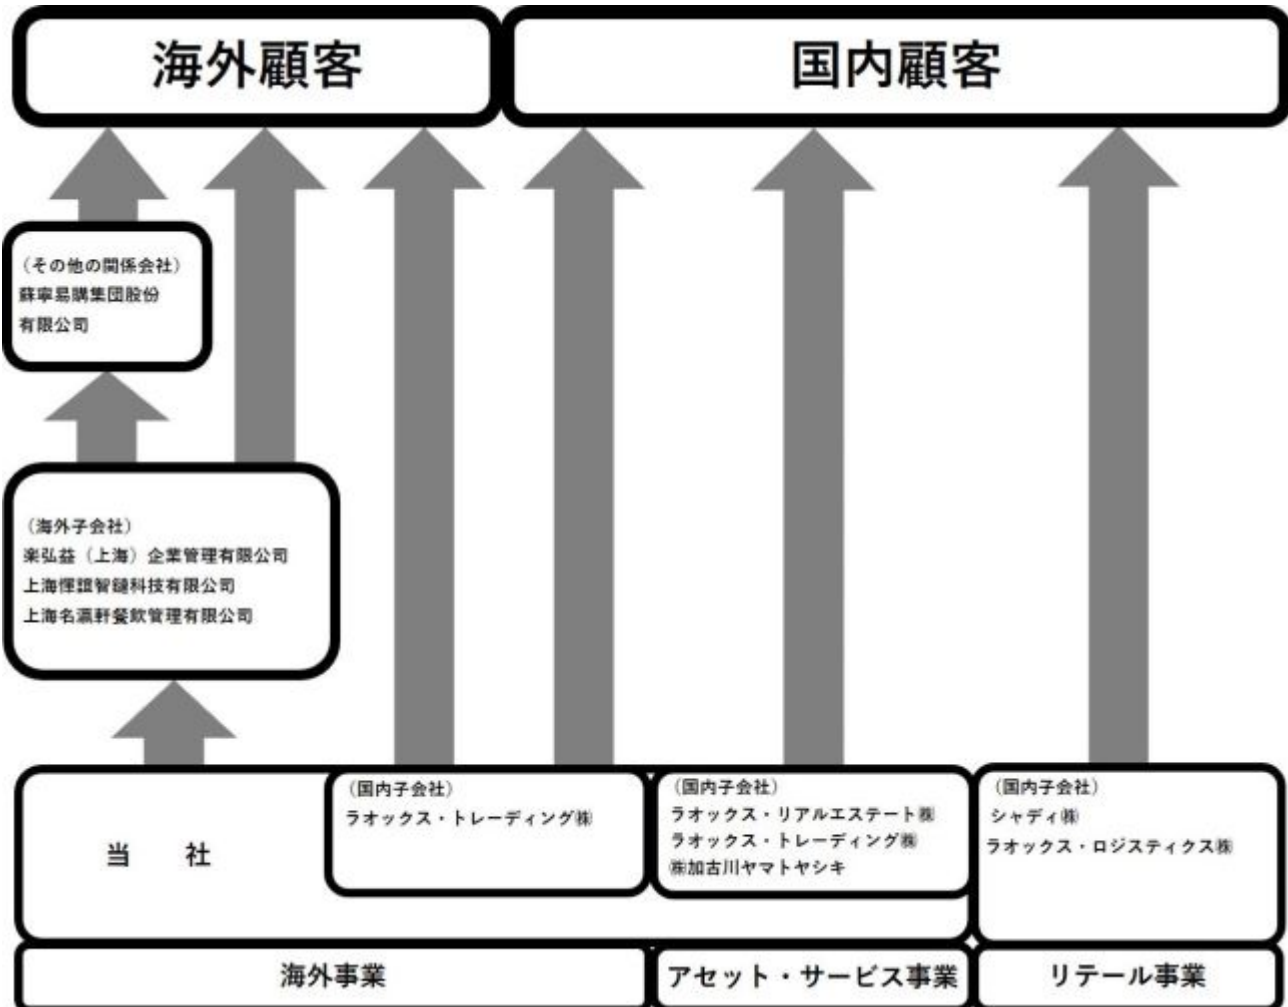 海外顧客
国内顧客
（その他の関係会社）
蘇寧易購集団股份
有限公司
（海外子会社）
楽弘益（上海）企業管理有限公司
上海惲誼智鏈科技有限公司
上海名瀛軒餐飲管理有限公司
当　社
（国内子会社）
ラオックス・トレーディング㈱
（国内子会社）
ラオックス・リアルエステート㈱
ラオックス・トレーディング㈱
㈱加古川ヤマトヤシキ
（国内子会社）
シャディ㈱
ラオックス・ロジスティクス㈱
海外事業
アセット・サービス事業
リテール事業